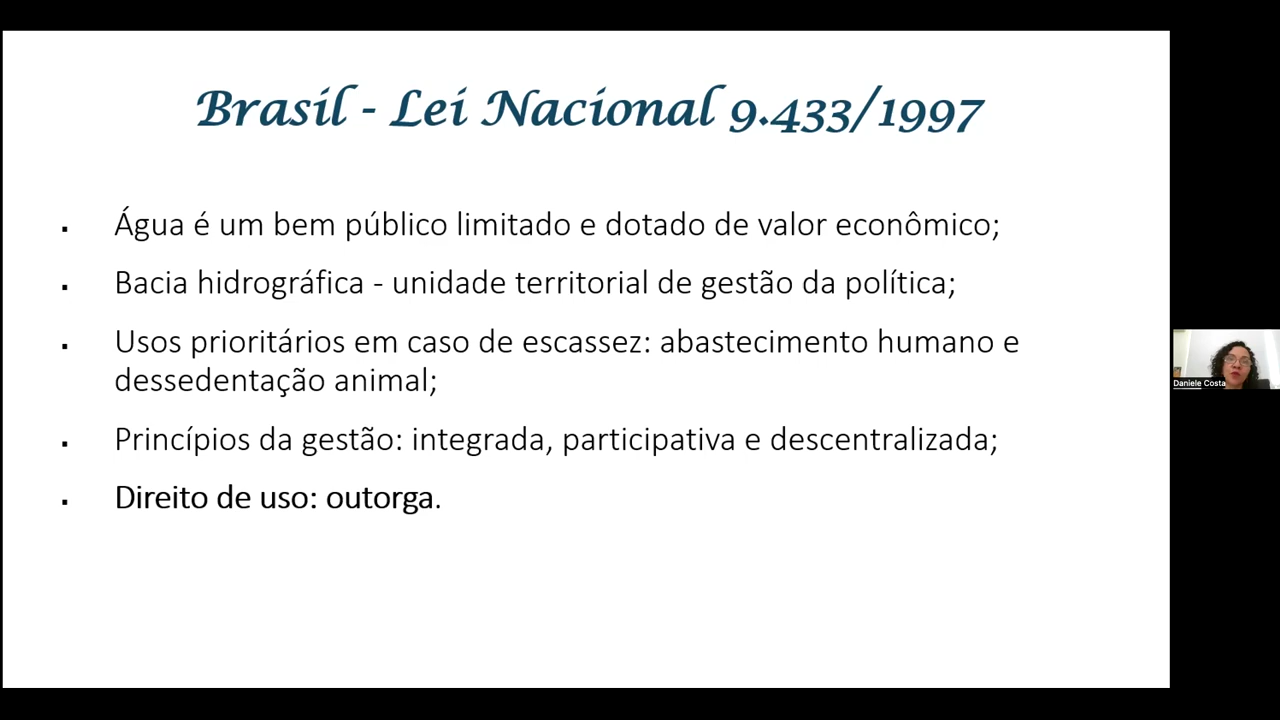 Brasil - Lei Nacional 9.433/1997
▪ Água é um bem público limitado e dotado de valor econômico;
▪ Bacia hidrográfica - unidade territorial de gestão da política;
▪ Usos prioritários em caso de escassez: abastecimento humano e
dessedentação animal;
▪ Princípios da gestão: integrada, participativa e descentralizada;
▪ Direito de uso: outorga.
Daniele Costa